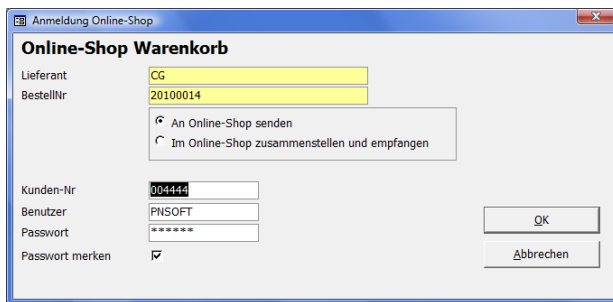 Anmeldung Online-Shop
Online-Shop Warenkorb
Lieferant CG
BestellNr 20100014
An Online-Shop senden
Im Online-Shop zusammenstellen und empfangen
Kunden-Nr 004444
Benutzer PNSOFT
Passwort ******
Passwort merken
OK
Abbrechen